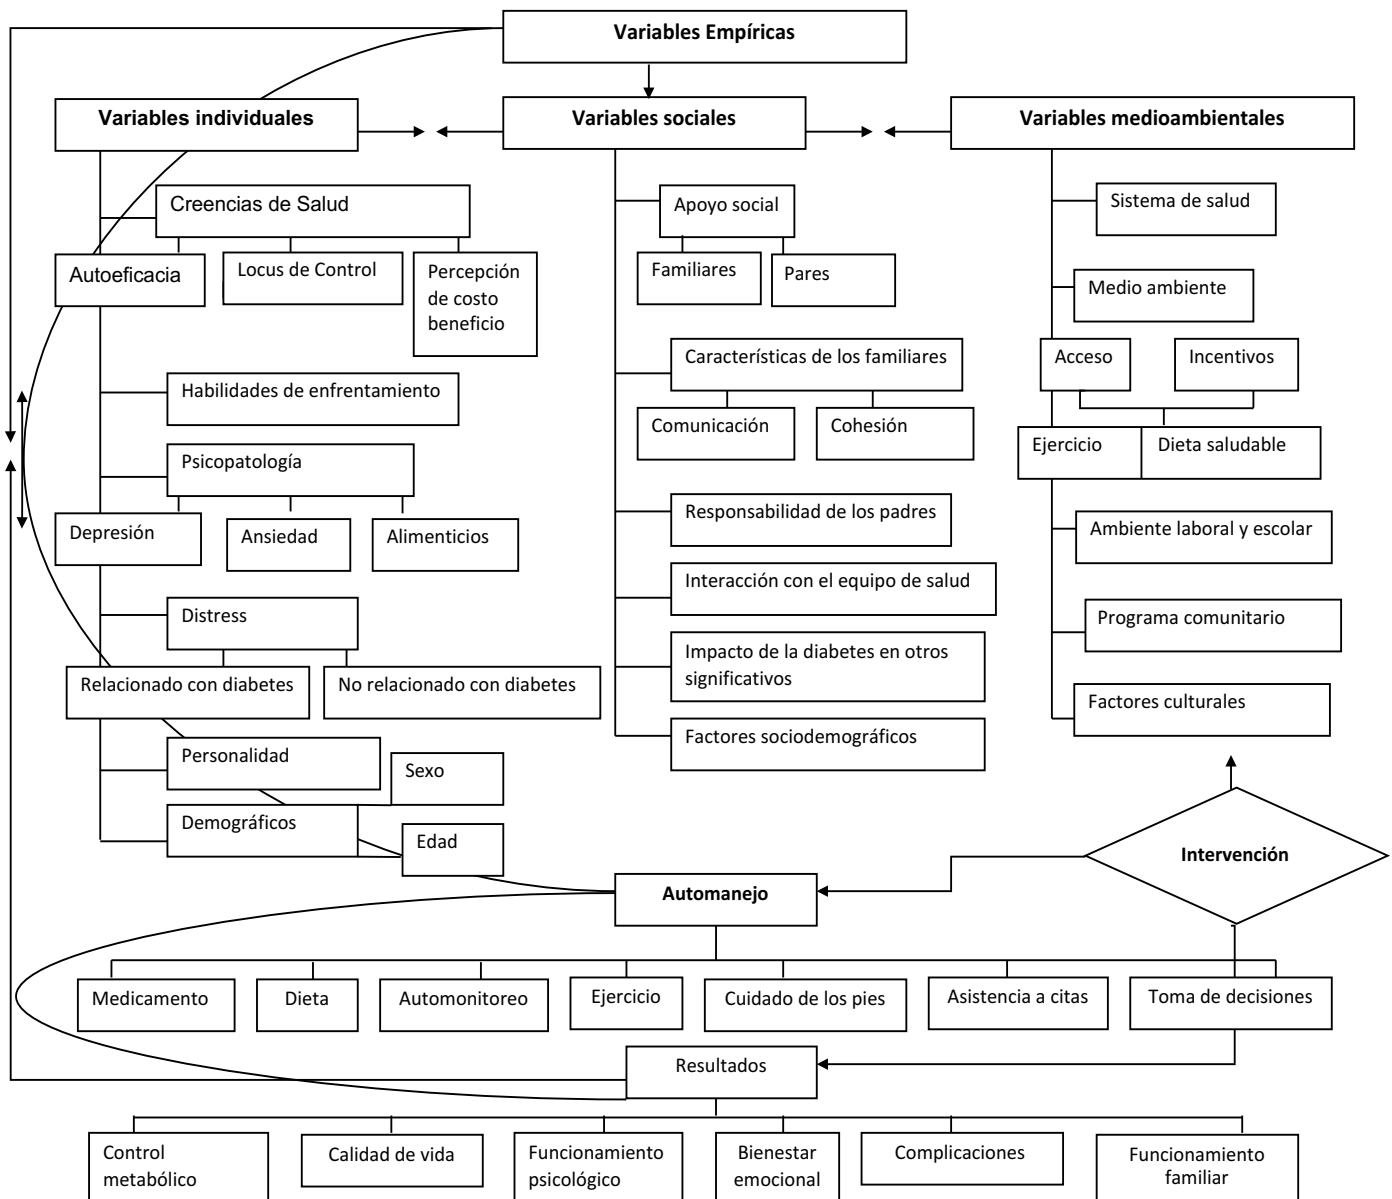 Variables Empíricas
Variables individuales
Variables sociales
Variables medioambientales
Creencias de Salud
Autoeficacia
Locus de Control
Percepción
de costo
beneficio
Habilidades de enfrentamiento
Psicopatología
Depresión
Ansiedad
Alimenticios
Distress
Relacionado con diabetes
No relacionado con diabetes
Personalidad
Sexo
Demográficos
Edad
Apoyo social
Familiares
Pares
Características de los familiares
Comunicación
Cohesión
Responsabilidad de los padres
Interacción con el equipo de salud
Impacto de la diabetes en otros
significativos
Factores sociodemográficos
Sistema de salud
Medio ambiente
Acceso
Incentivos
Ejercicio
Dieta saludable
Ambiente laboral y escolar
Programa comunitario
Factores culturales
Intervención
Automanejo
Medicamento
Dieta
Automonitoreo
Ejercicio
Cuidado de los pies
Asistencia a citas
Toma de decisiones
Resultados
Control
metabólico
Calidad de vida
Funcionamiento
psicológico
Bienestar
emocional
Complicaciones
Funcionamiento
familiar